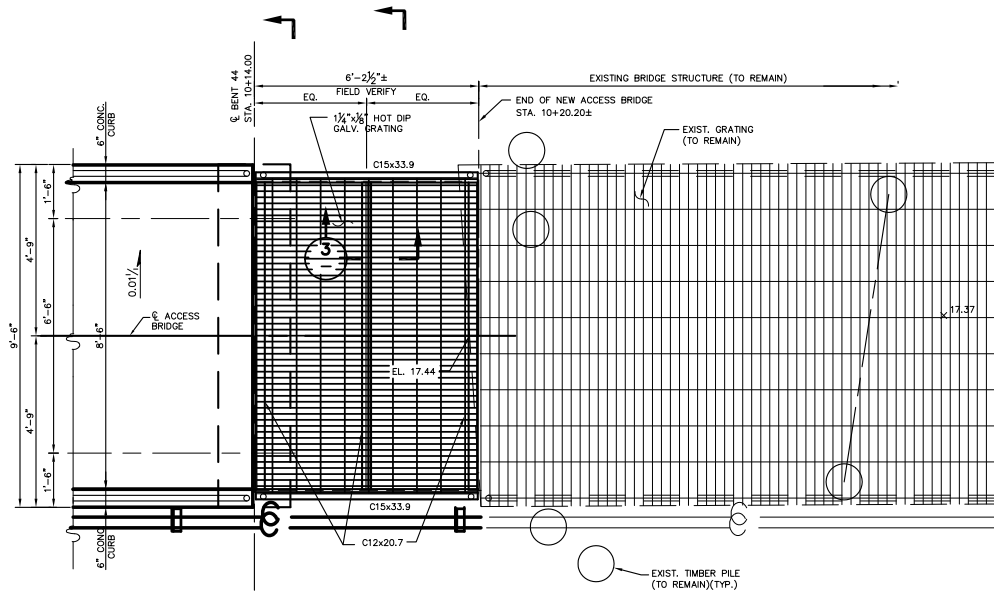 ℄ BENT 44
STA. 10+14.00
6'-2½"±
FIELD VERIFY
EQ.
EQ.
EXISTING BRIDGE STRUCTURE (TO REMAIN)
END OF NEW ACCESS BRIDGE
STA. 10+20.20±
6" CONC.
CURB
1¼"x⅛" HOT DIP
GALV. GRATING
EXIST. GRATING
(TO REMAIN)
C15x33.9
1'-6"
4'-9"
3
0.01'/'
6'-6"
9'-6"
8'-6"
℄ ACCESS
BRIDGE
17.37
EL. 17.44
4'-9"
1'-6"
C15x33.9
6" CONC.
CURB
C12x20.7
EXIST. TIMBER PILE
(TO REMAIN)(TYP.)